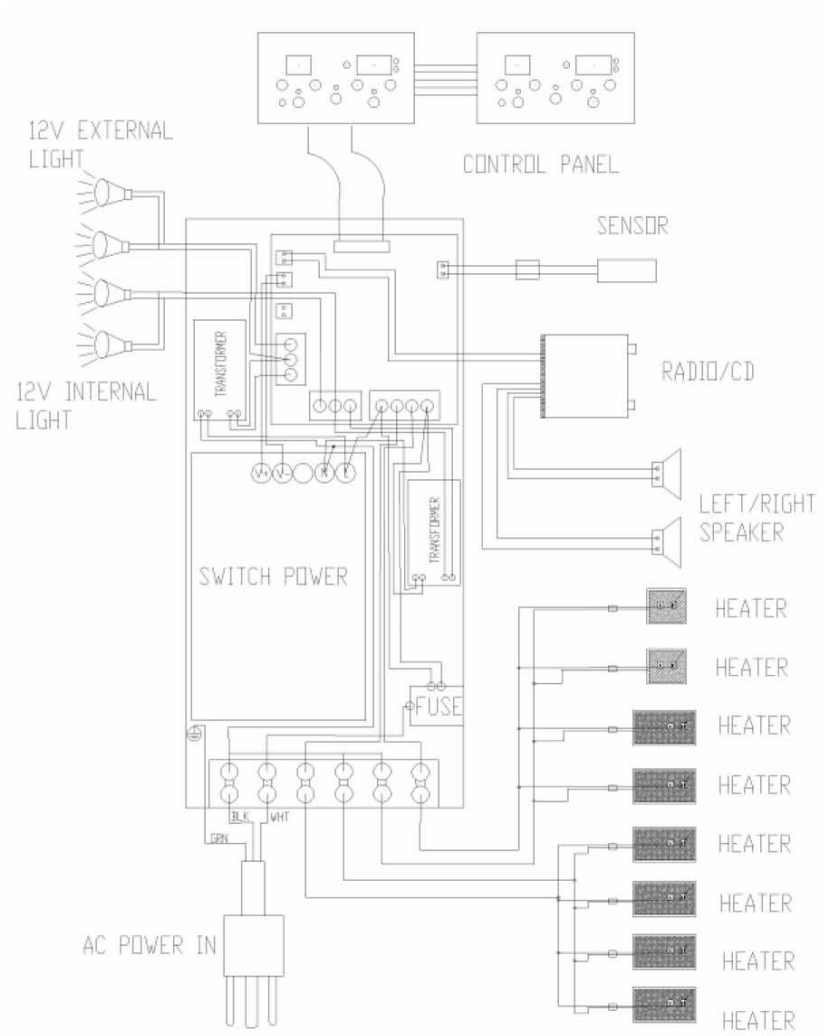 12V EXTERNAL
LIGHT
CONTROL PANEL
SENSOR
TRANSFORMER
12V INTERNAL
LIGHT
RADIO/CD
V+
V-
N
L
LEFT/RIGHT
SPEAKER
TRANSFORMER
SWITCH POWER
HEATER
HEATER
FUSE
HEATER
HEATER
BLK
WHT
GRN
HEATER
HEATER
AC POWER IN
HEATER
HEATER